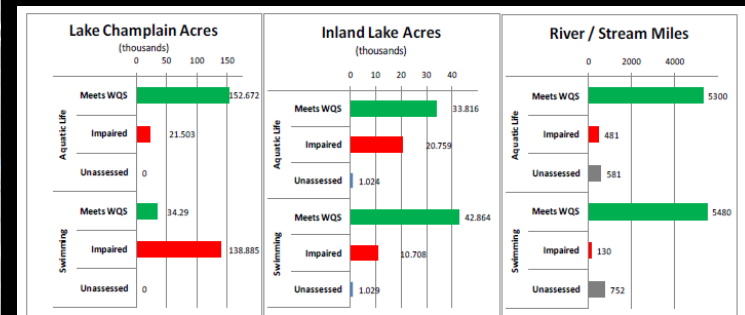 Lake Champlain Acres
(thousands)
0 50 100 150
Aquatic Life
Meets WQS 152.672
Impaired 21.503
Unassessed 0
Swimming
Meets WQS 34.29
Impaired 138.885
Unassessed 0
Inland Lake Acres
(thousands)
0 10 20 30 40
Aquatic Life
Meets WQS 33.816
Impaired 20.759
Unassessed 1.024
Swimming
Meets WQS 42.864
Impaired 10.708
Unassessed 1.029
River / Stream Miles
0 2000 4000
Aquatic Life
Meets WQS 5300
Impaired 481
Unassessed 581
Swimming
Meets WQS 5480
Impaired 130
Unassessed 752